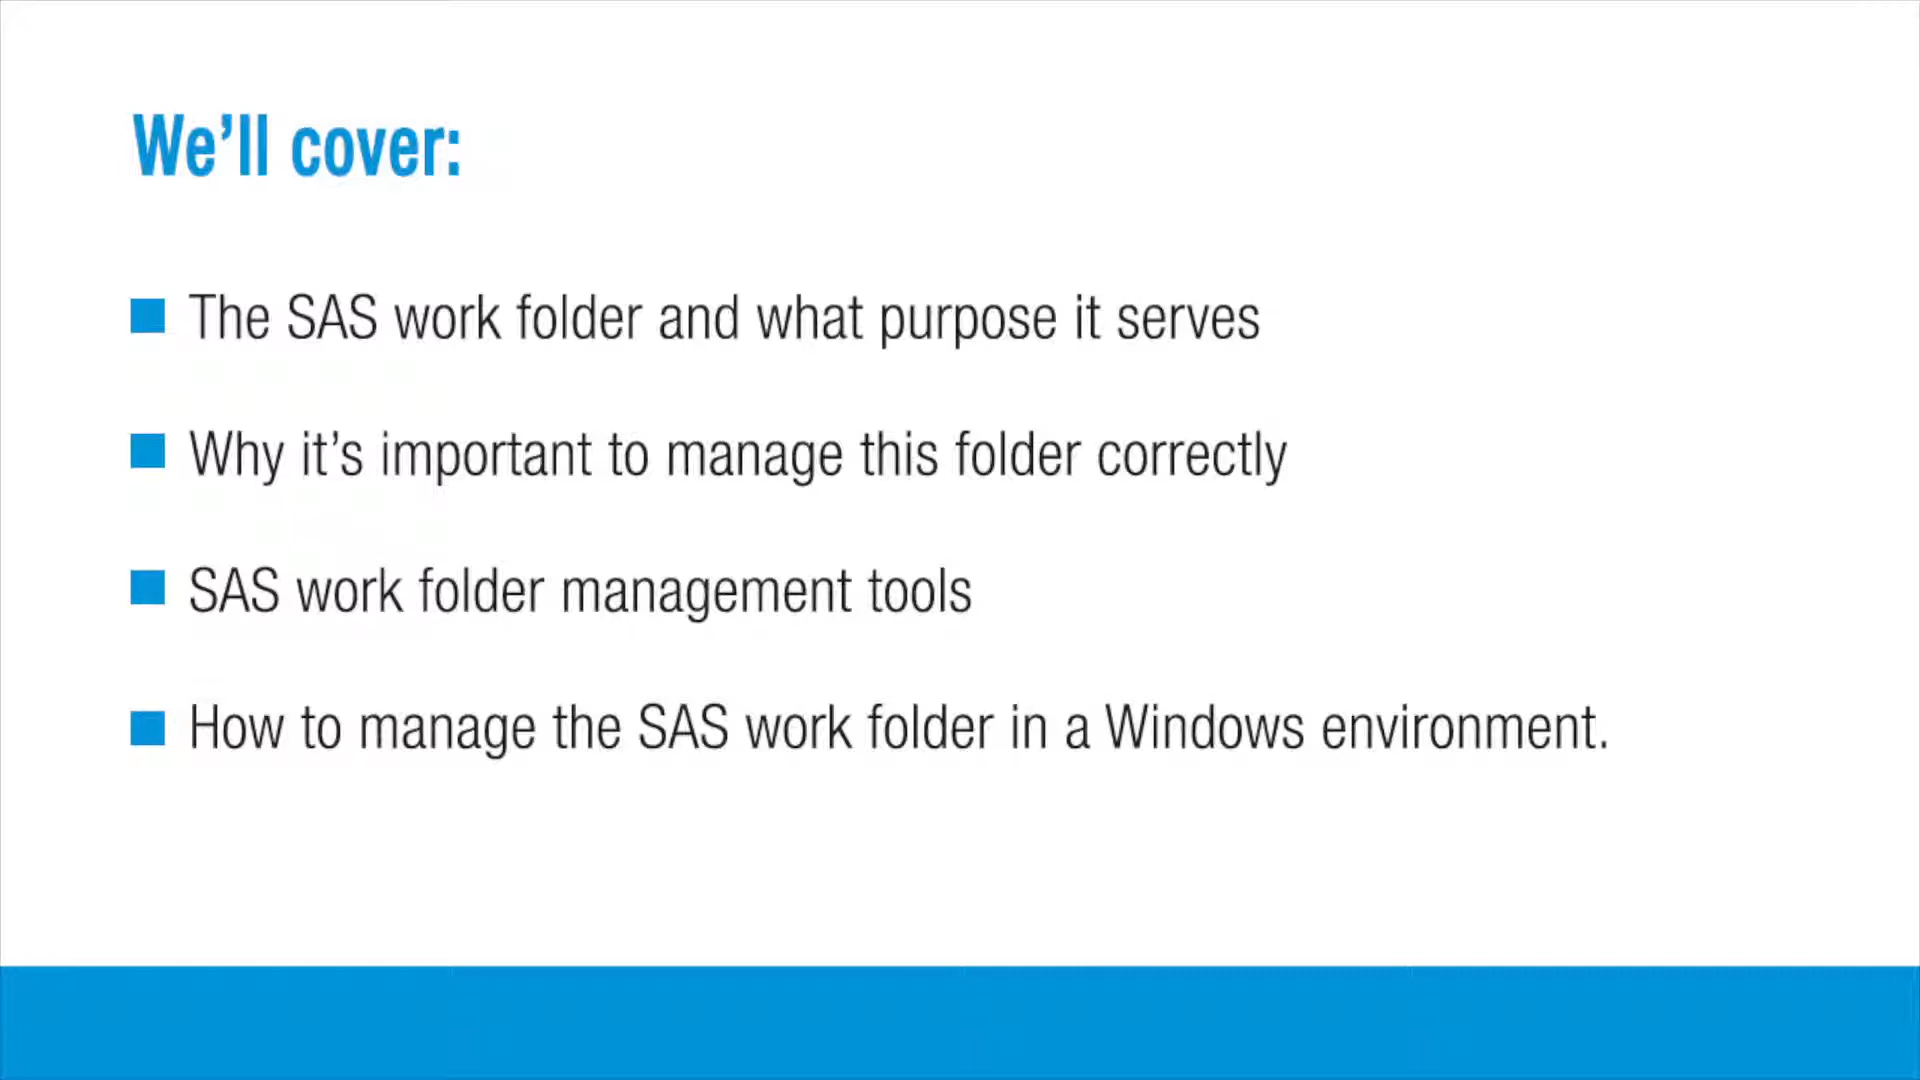 We’ll cover:
The SAS work folder and what purpose it serves
Why it’s important to manage this folder correctly
SAS work folder management tools
How to manage the SAS work folder in a Windows environment.